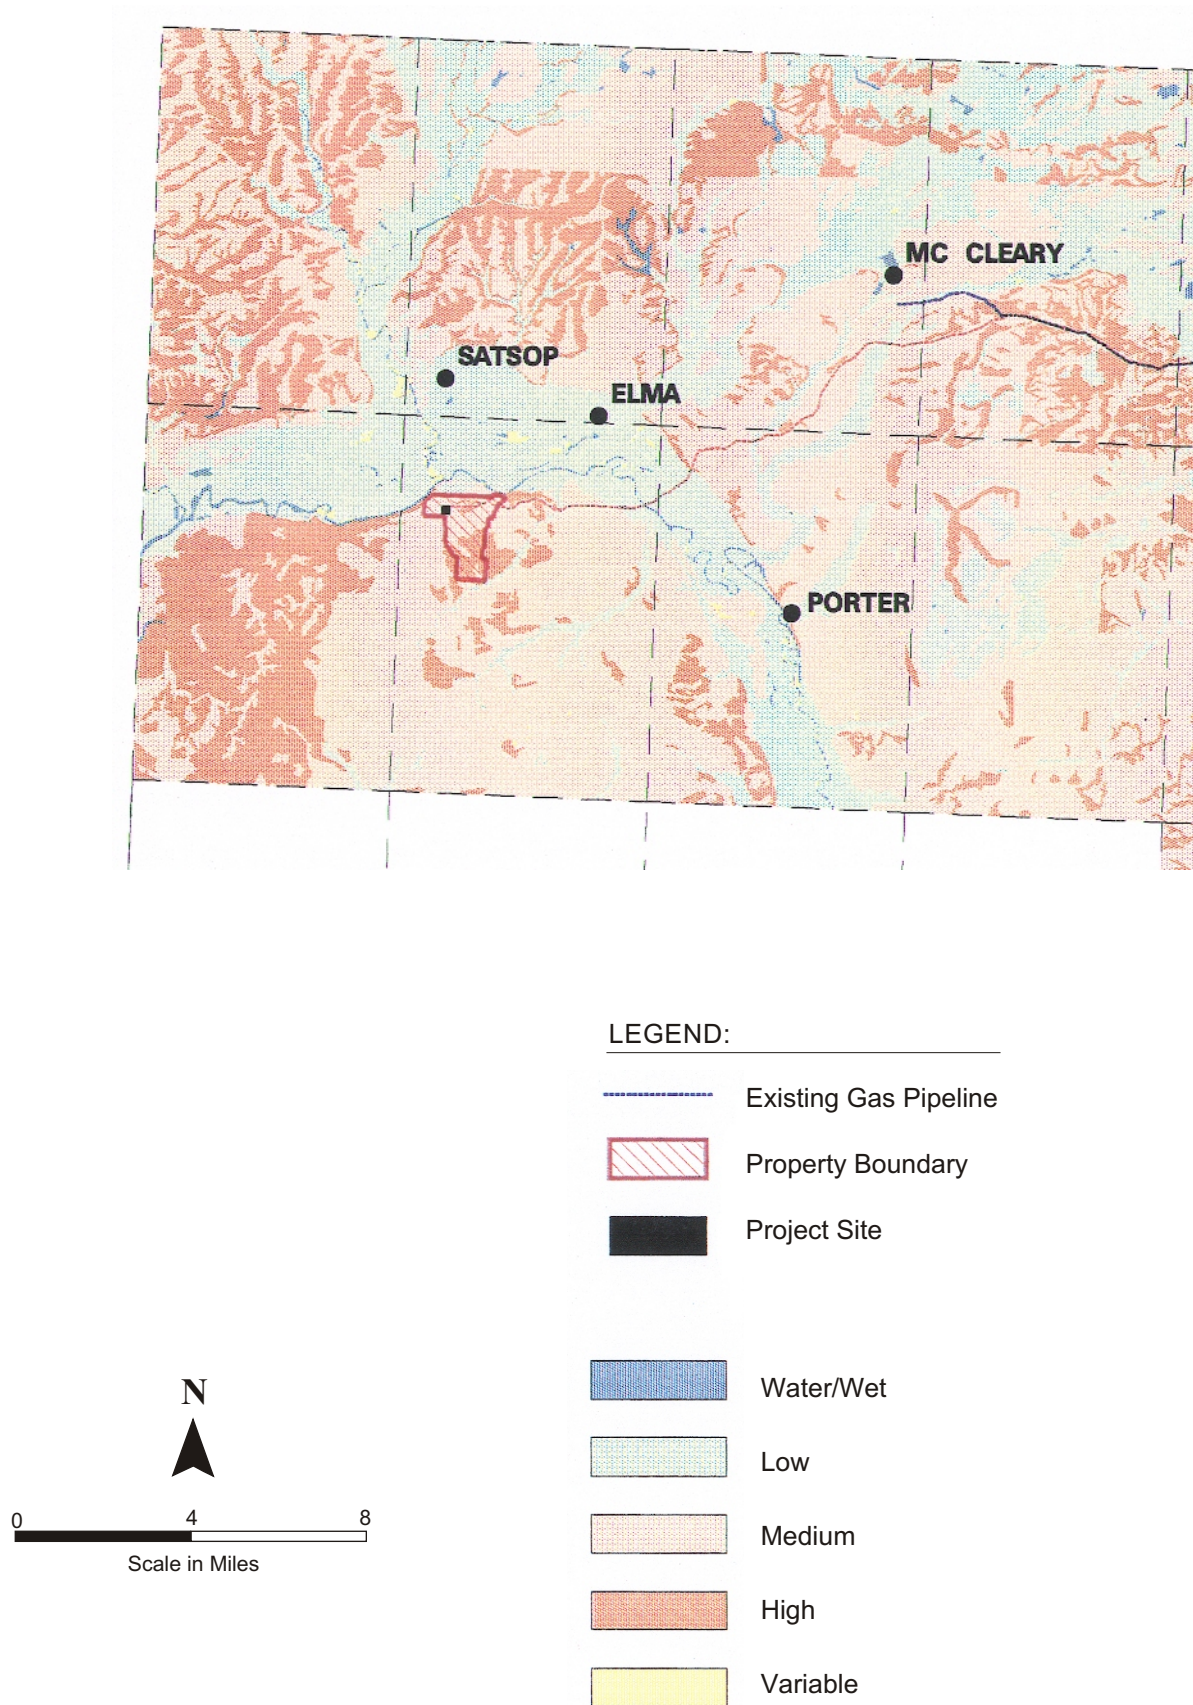 MC CLEARY
SATSOP
ELMA
PORTER
LEGEND:
Existing Gas Pipeline
Property Boundary
Project Site
Water/Wet
Low
Medium
High
Variable
N
0 4 8
Scale in Miles